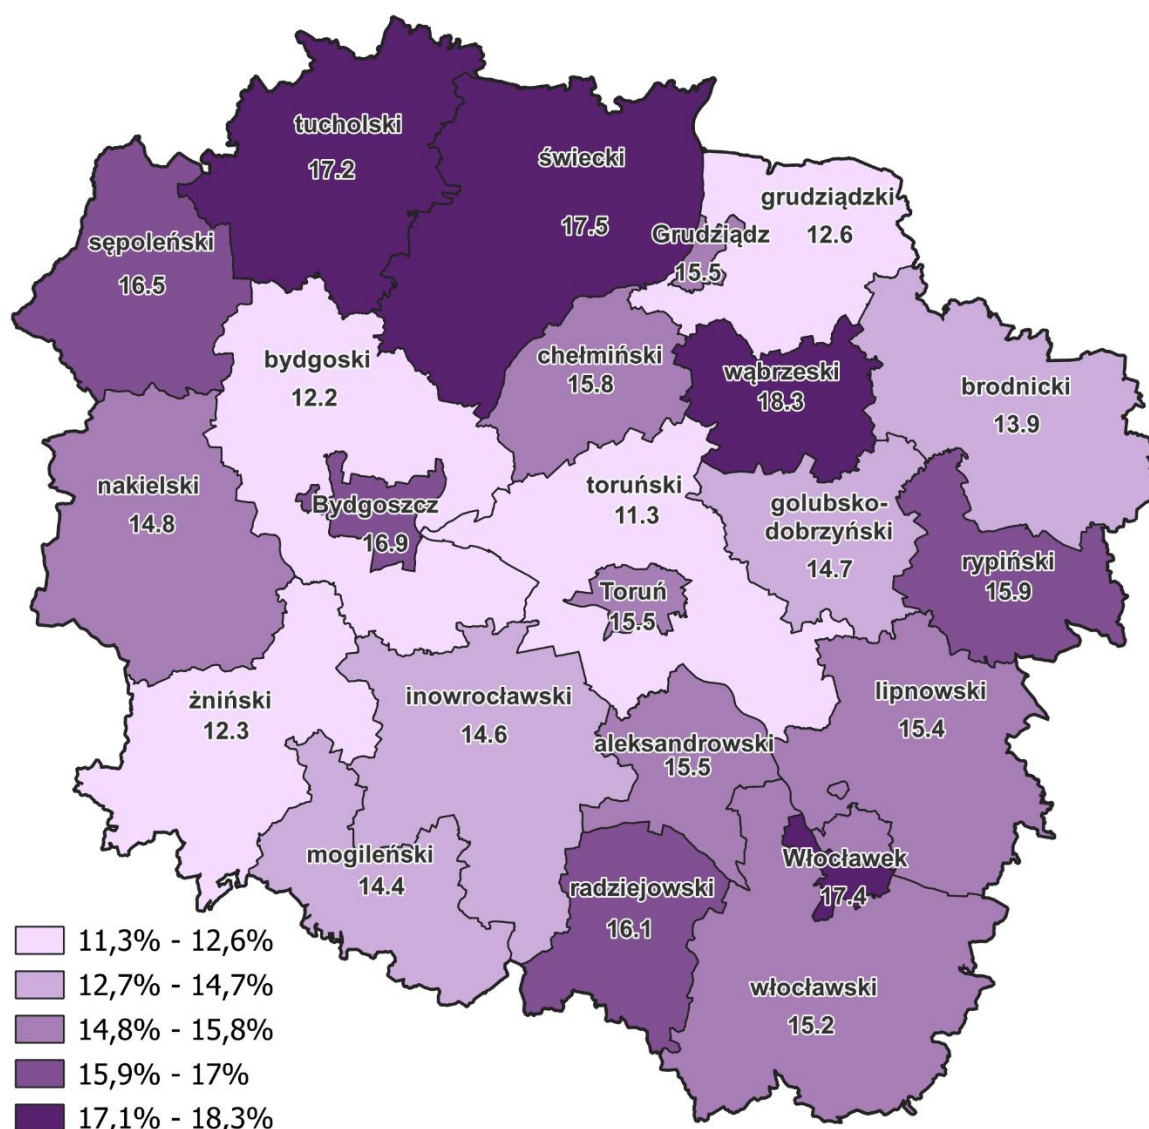 tucholski
17.2
świecki
17.5
grudziądzki
12.6
Grudziądz
15.5
sępoleński
16.5
bydgoski
12.2
chełmiński
15.8
wąbrzeski
18.3
brodnicki
13.9
nakielski
14.8
Bydgoszcz
16.9
toruński
11.3
golubsko-
dobrzyński
14.7
rypiński
15.9
Toruń
15.5
żniński
12.3
inowrocławski
14.6
lipnowski
15.4
aleksandrowski
15.5
mogileński
14.4
radziejowski
16.1
Włocławek
17.4
włocławski
15.2
11,3% - 12,6%
12,7% - 14,7%
14,8% - 15,8%
15,9% - 17%
17,1% - 18,3%